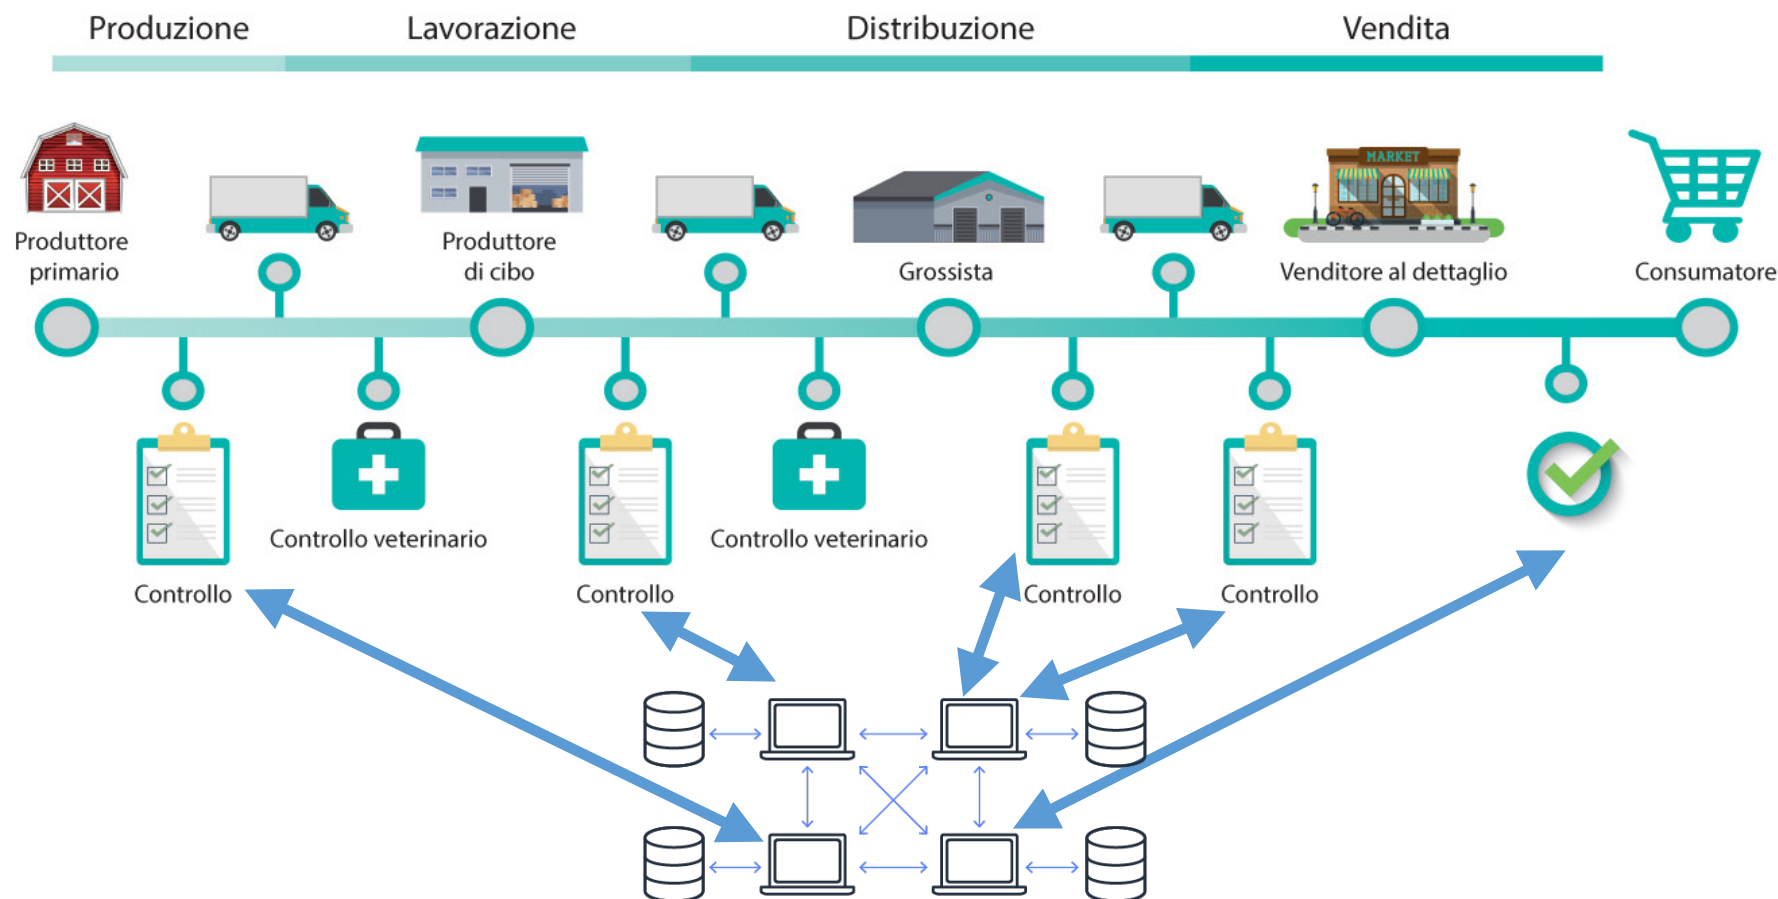 Produzione
Lavorazione
Distribuzione
Vendita
MARKET
Produttore
primario
Produttore
di cibo
Grossista
Venditore al dettaglio
Consumatore
Controllo veterinario
Controllo veterinario
Controllo
Controllo
Controllo
Controllo